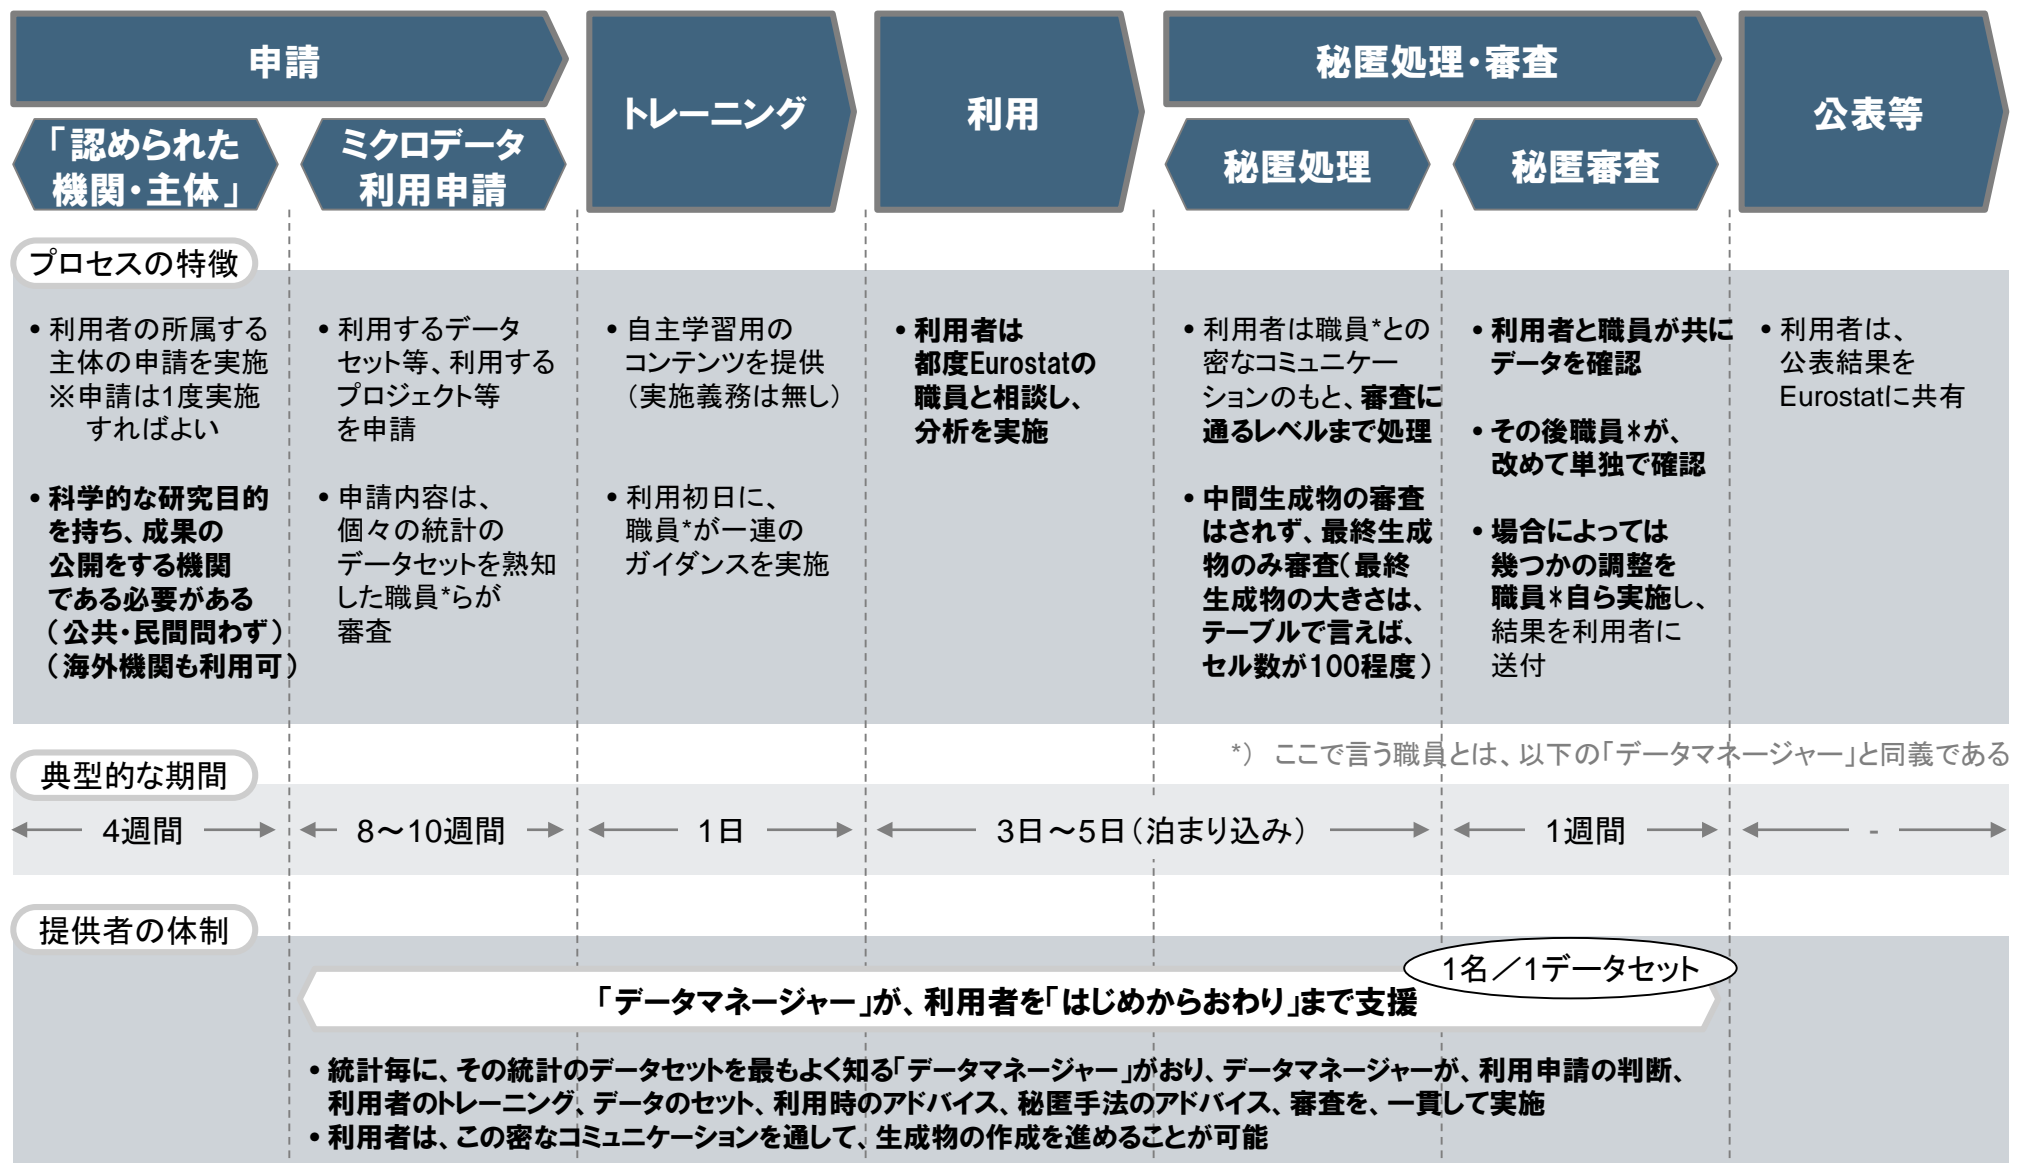 申請
「認められた
機関・主体」
ミクロデータ
利用申請
トレーニング
利用
秘匿処理・審査
秘匿処理
秘匿審査
公表等
プロセスの特徴
• 利用者の所属する
主体の申請を実施
※申請は1度実施
すればよい
• 科学的な研究目的
を持ち、成果の
公開をする機関
である必要がある
（公共・民間問わず）
（海外機関も利用可）
• 利用するデータ
セット等、利用する
プロジェクト等
を申請
• 申請内容は、
個々の統計の
データセットを熟知
した職員*らが
審査
• 自主学習用の
コンテンツを提供
（実施義務は無し）
• 利用初日に、
職員*が一連の
ガイダンスを実施
• 利用者は
都度Eurostatの
職員と相談し、
分析を実施
• 利用者は職員*との
密なコミュニケー
ションのもと、審査に
通るレベルまで処理
• 中間生成物の審査
はされず、最終生成
物のみ審査（最終
生成物の大きさは、
テーブルで言えば、
セル数が100程度）
• 利用者と職員が共に
データを確認
• その後職員*が、
改めて単独で確認
• 場合によっては
幾つかの調整を
職員*自ら実施し、
結果を利用者に
送付
• 利用者は、
公表結果を
Eurostatに共有
*） ここで言う職員とは、以下の「データマネージャー」と同義である
典型的な期間
4週間
8～10週間
1日
3日～5日（泊まり込み）
1週間
-
提供者の体制
1名／1データセット
「データマネージャー」が、利用者を「はじめからおわり」まで支援
• 統計毎に、その統計のデータセットを最もよく知る「データマネージャー」がおり、データマネージャーが、利用申請の判断、
利用者のトレーニング、データのセット、利用時のアドバイス、秘匿手法のアドバイス、審査を、一貫して実施
• 利用者は、この密なコミュニケーションを通して、生成物の作成を進めることが可能